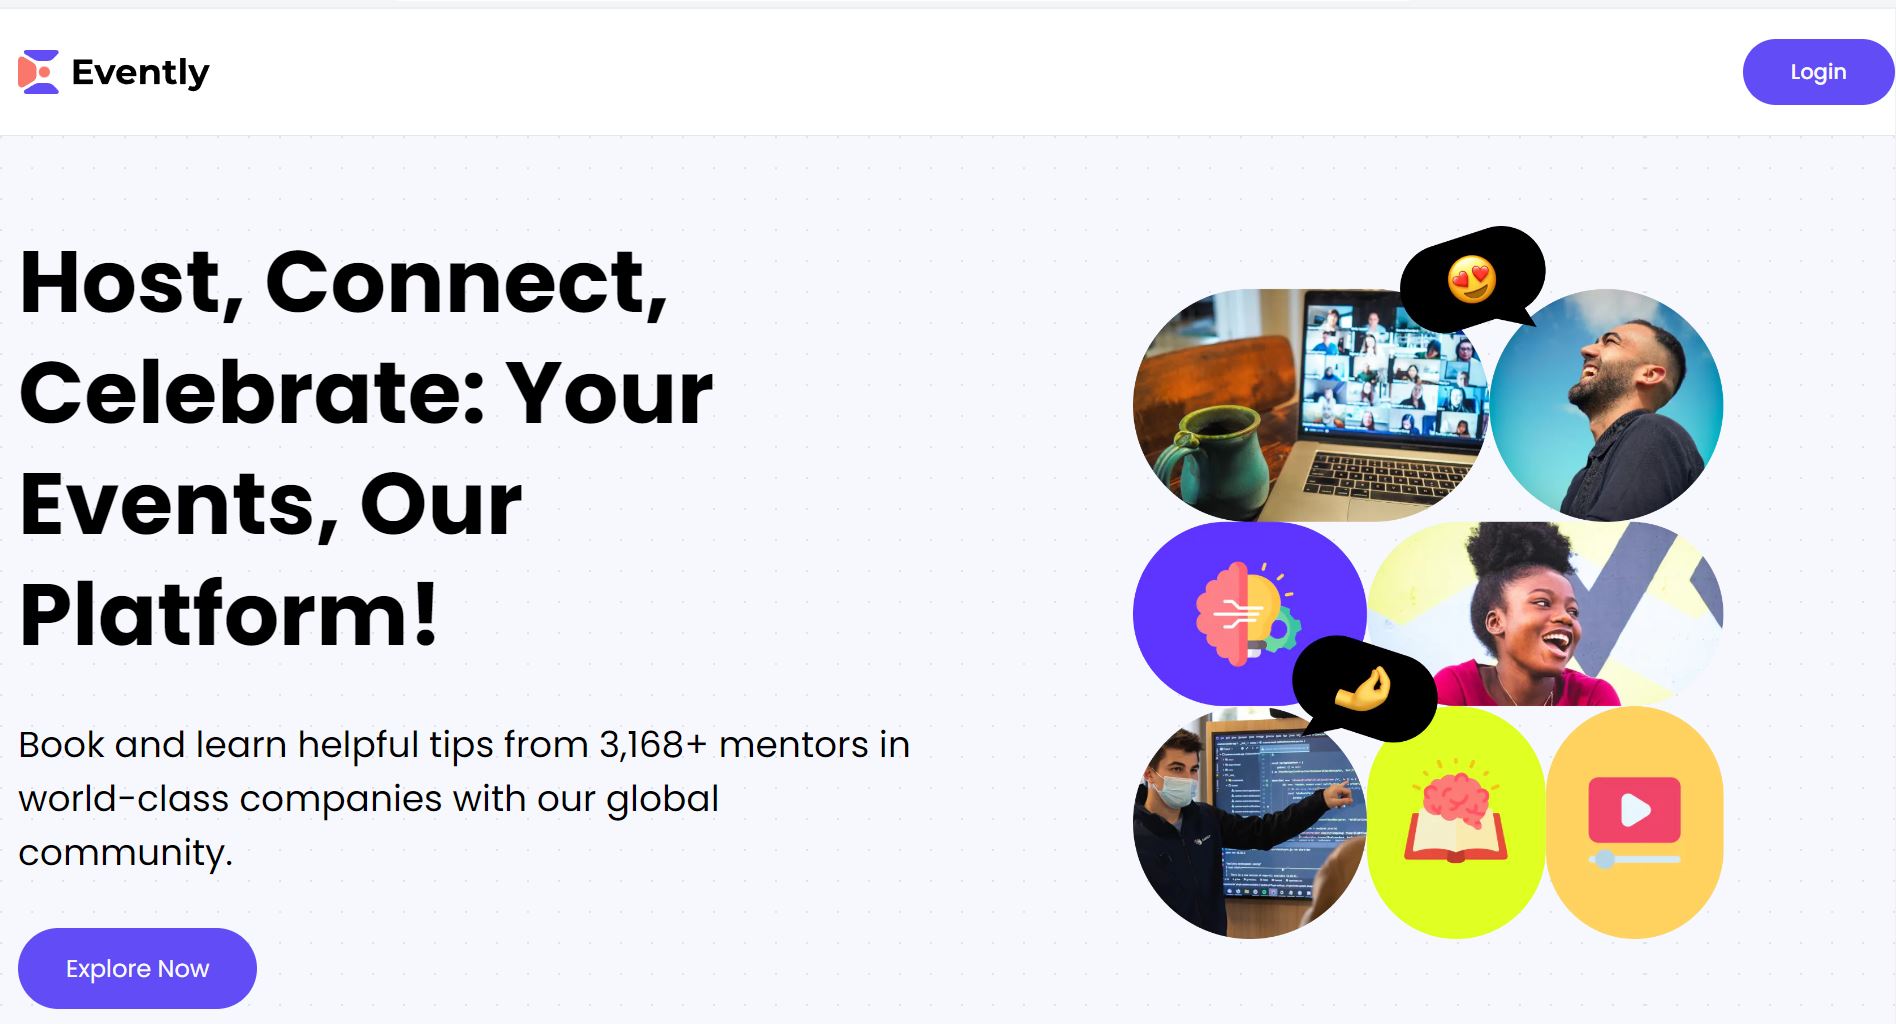 Evently
Login
Host, Connect,
Celebrate: Your
Events, Our
Platform!
Book and learn helpful tips from 3,168+ mentors in
world-class companies with our global
community.
Explore Now